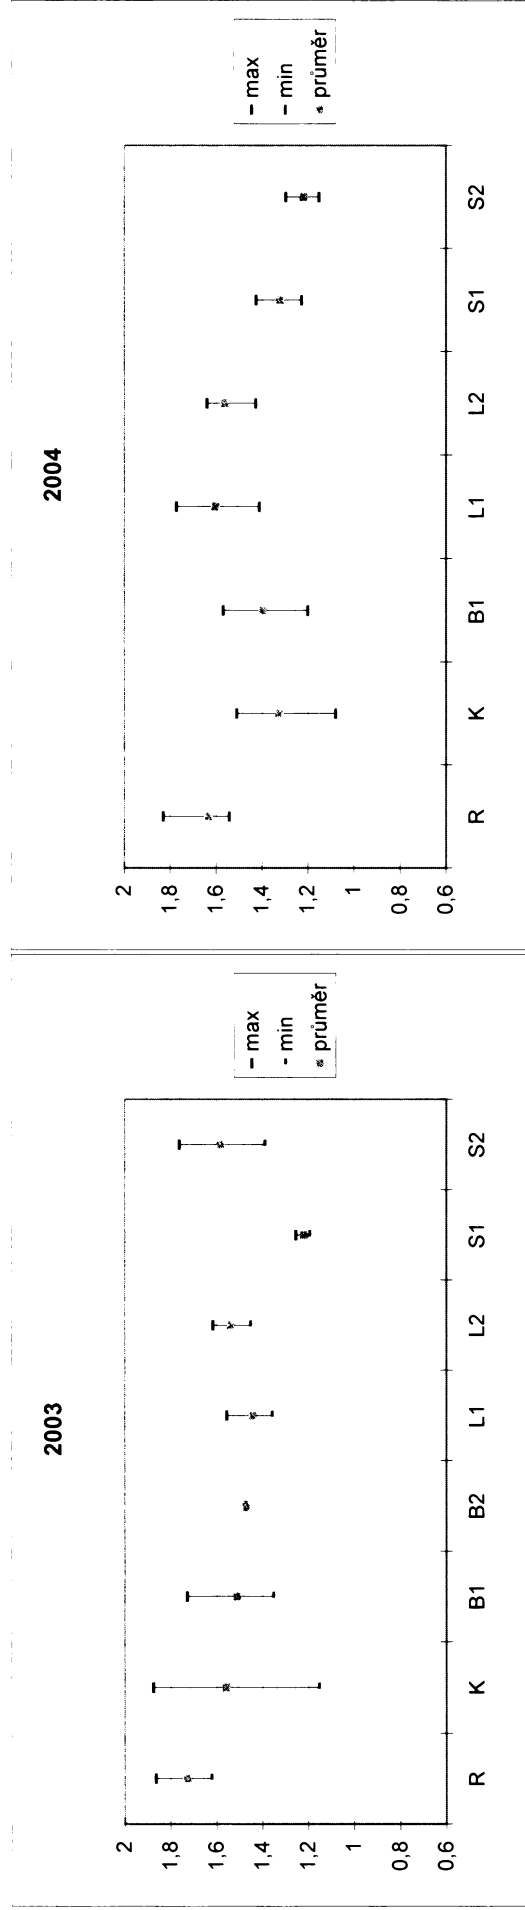 2003
2
1,8
1,6
1,4
1,2
1
0,8
0,6
R K B1 B2 L1 L2 S1 S2
max
min
průměr
2004
2
1,8
1,6
1,4
1,2
1
0,8
0,6
R K B1 L1 L2 S1 S2
max
min
průměr